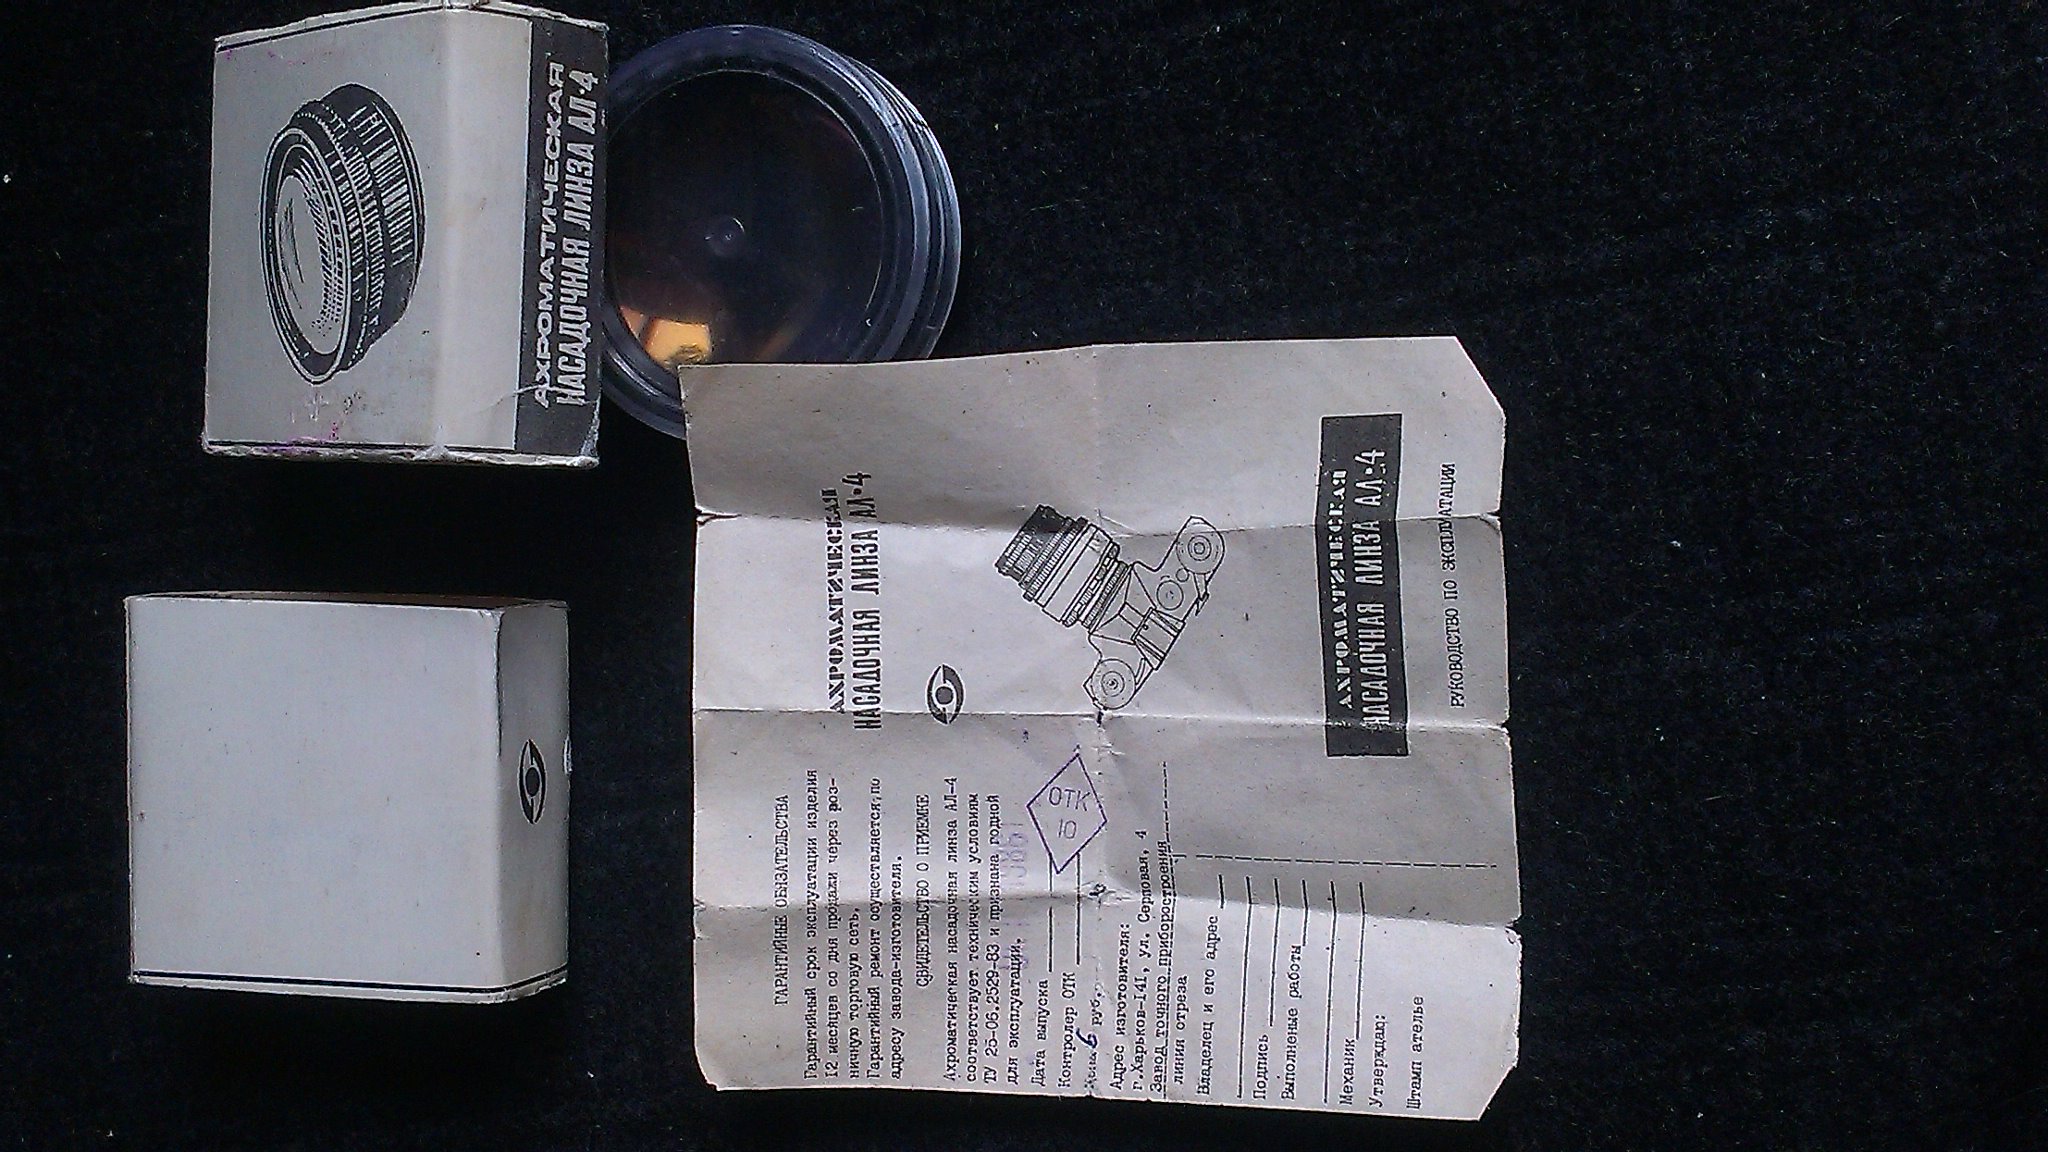 АХРОМАТИЧЕСКАЯ
НАСАДОЧНАЯ ЛИНЗА АЛ·4
ГАРАНТИЙНЫЕ ОБЯЗАТЕЛЬСТВА
Гарантийный срок эксплуатации изделия
12 месяцев со дня продажи через роз-
ничную торговую сеть.
Гарантийный ремонт осуществляется по
адресу завода-изготовителя.
СВИДЕТЕЛЬСТВО О ПРИЕМКЕ
Ахроматическая насадочная линза АЛ-4
соответствует техническим условиям
ТУ 25-06.2529-83 и признана годной
для эксплуатации.
Дата выпуска
Контролер ОТК
ОТК
10
6 руб.
Адрес изготовителя:
г.Харьков-141, ул. Серповая, 4
Завод точного приборостроения
линия отреза
Владелец и его адрес
Подпись
Выполненые работы
Механик
Утверждаю:
Штамп ателье
АХРОМАТИЧЕСКАЯ
НАСАДОЧНАЯ ЛИНЗА АЛ·4
АХРОМАТИЧЕСКАЯ
НАСАДОЧНАЯ ЛИНЗА АЛ·4
РУКОВОДСТВО ПО ЭКСПЛУАТАЦИИ